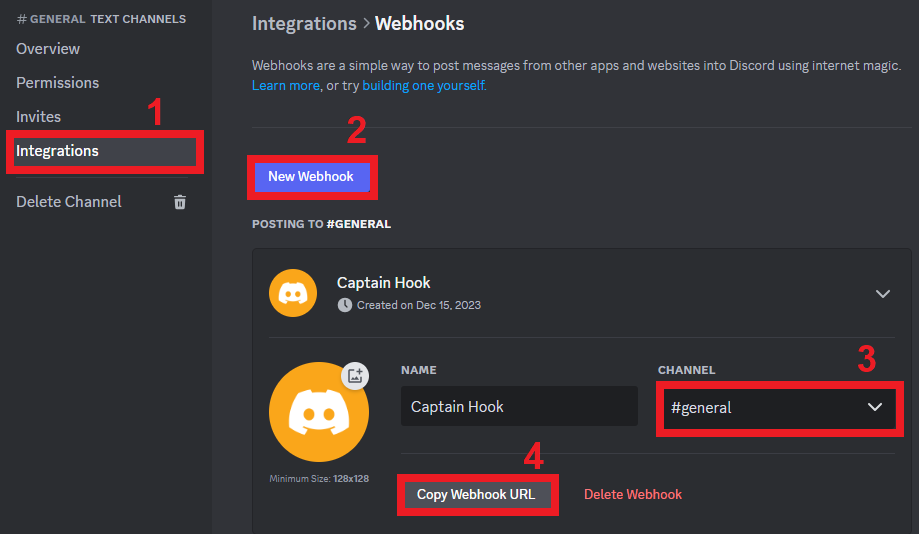 # GENERAL TEXT CHANNELS
Overview
Permissions
Invites
1
Integrations
Delete Channel
Integrations > Webhooks
Webhooks are a simple way to post messages from other apps and websites into Discord using internet magic.
Learn more, or try building one yourself.
2
New Webhook
POSTING TO #GENERAL
Captain Hook
Created on Dec 15, 2023
3
NAME
CHANNEL
Captain Hook
#general
Minimum Size: 128x128
4
Copy Webhook URL
Delete Webhook